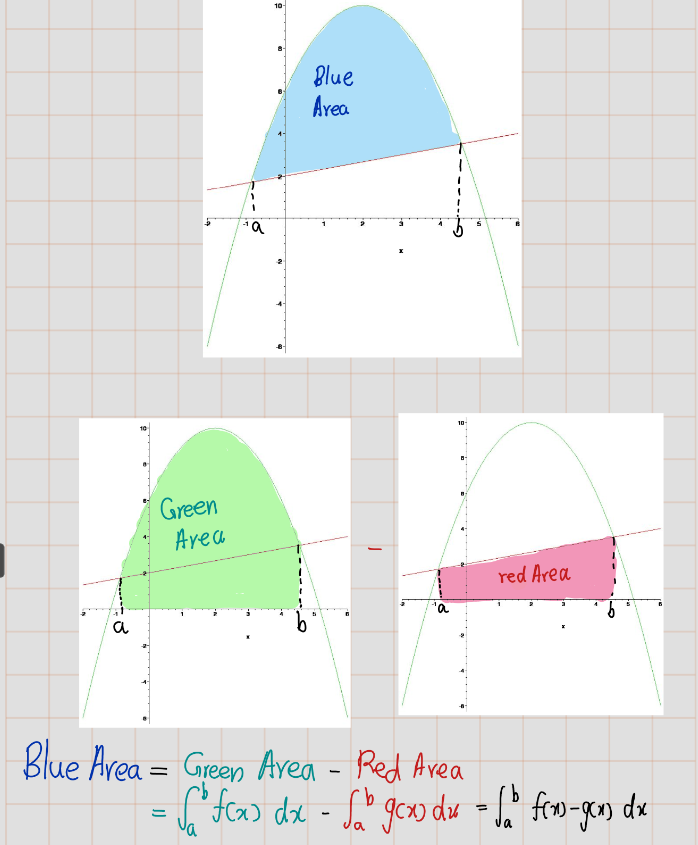 10
8
Blue
6
Area
4
2
-2 -1 1 2 3 4 5 6
a b
x
-2
-4
-6
10
8
Green
6
Area
4
2
-2 -1 1 2 3 4 5 6
a b
x
-2
-4
-6
-
10
8
6
4
2
red Area
-2 -1 1 2 3 4 5 6
a b
x
-2
-4
-6
Blue Area = Green Area - Red Area
= ∫ₐᵇ f(x) dx - ∫ₐᵇ g(x) dx = ∫ₐᵇ f(x)-g(x) dx